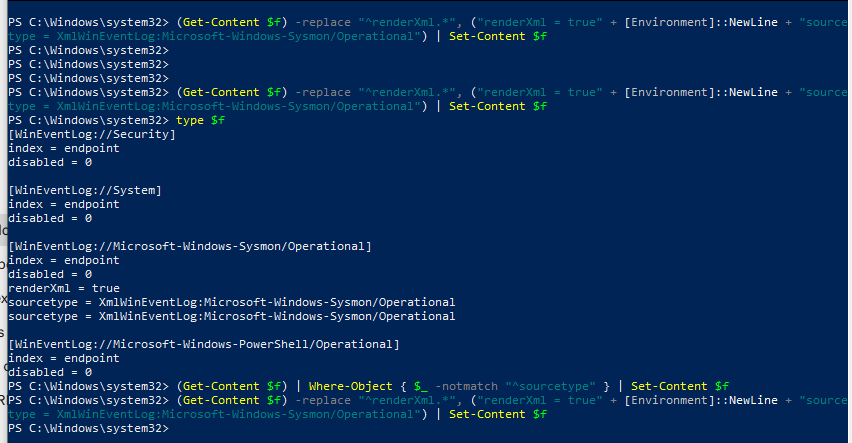 PS C:\Windows\system32> (Get-Content $f) -replace "^renderXml.*", ("renderXml = true" + [Environment]::NewLine + "source
type = XmlWinEventLog:Microsoft-Windows-Sysmon/Operational") | Set-Content $f
PS C:\Windows\system32>
PS C:\Windows\system32>
PS C:\Windows\system32>
PS C:\Windows\system32> (Get-Content $f) -replace "^renderXml.*", ("renderXml = true" + [Environment]::NewLine + "source
type = XmlWinEventLog:Microsoft-Windows-Sysmon/Operational") | Set-Content $f
PS C:\Windows\system32> type $f
[WinEventLog://Security]
index = endpoint
disabled = 0

[WinEventLog://System]
index = endpoint
disabled = 0

[WinEventLog://Microsoft-Windows-Sysmon/Operational]
index = endpoint
disabled = 0
renderXml = true
sourcetype = XmlWinEventLog:Microsoft-Windows-Sysmon/Operational
sourcetype = XmlWinEventLog:Microsoft-Windows-Sysmon/Operational

[WinEventLog://Microsoft-Windows-PowerShell/Operational]
index = endpoint
disabled = 0
PS C:\Windows\system32> (Get-Content $f) | Where-Object { $_ -notmatch "^sourcetype" } | Set-Content $f
PS C:\Windows\system32> (Get-Content $f) -replace "^renderXml.*", ("renderXml = true" + [Environment]::NewLine + "source
type = XmlWinEventLog:Microsoft-Windows-Sysmon/Operational") | Set-Content $f
PS C:\Windows\system32>